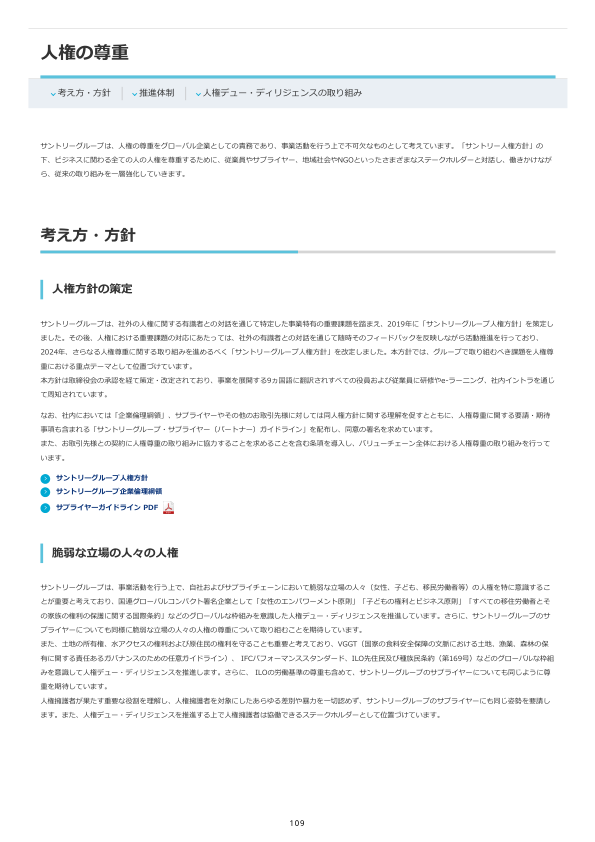 人権の尊重
考え方・方針
推進体制
人権デュー・ディリジェンスの取り組み
サントリーグループは、人権の尊重をグローバル企業としての責務であり、事業活動を行う上で不可欠なものとして考えています。「サントリー人権方針」の
下、ビジネスに関わる全ての人の人権を尊重するために、従業員やサプライヤー、地域社会やNGOといったさまざまなステークホルダーと対話し、働きかけなが
ら、従来の取り組みを一層強化していきます。
考え方・方針
人権方針の策定
サントリーグループは、社外の人権に関する有識者との対話を通じて特定した事業特有の重要課題を踏まえ、2019年に「サントリーグループ人権方針」を策定し
ました。その後、人権における重要課題の対応にあたっては、社外の有識者との対話を通じて随時そのフィードバックを反映しながら活動推進を行っており、
2024年、さらなる人権尊重に関する取り組みを進めるべく「サントリーグループ人権方針」を改定しました。本方針では、グループで取り組むべき課題を人権尊
重における重点テーマとして位置づけています。
本方針は取締役会の承認を経て策定・改定されており、事業を展開する9ヵ国語に翻訳されすべての役員および従業員に研修やe-ラーニング、社内イントラを通じ
て周知されています。
なお、社内においては「企業倫理綱領」、サプライヤーやその他のお取引先様に対しては同人権方針に関する理解を促すとともに、人権尊重に関する要請・期待
事項も含まれる「サントリーグループ・サプライヤー（パートナー）ガイドライン」を配布し、同意の署名を求めています。
また、お取引先様との契約に人権尊重の取り組みに協力することを求めることを含む条項を導入し、バリューチェーン全体における人権尊重の取り組みを行って
います。
サントリーグループ人権方針
サントリーグループ企業倫理綱領
サプライヤーガイドライン PDF
脆弱な立場の人々の人権
サントリーグループは、事業活動を行う上で、自社およびサプライチェーンにおいて脆弱な立場の人々（女性、子ども、移民労働者等）の人権を特に意識するこ
とが重要と考えており、国連グローバルコンパクト署名企業として「女性のエンパワーメント原則」「子どもの権利とビジネス原則」「すべての移住労働者とそ
の家族の権利の保護に関する国際条約」などのグローバルな枠組みを意識した人権デュー・ディリジェンスを推進しています。さらに、サントリーグループのサ
プライヤーについても同様に脆弱な立場の人々の人権の尊重について取り組むことを期待しています。
また、土地の所有権、水アクセスの権利および原住民の権利を守ることも重要と考えており、VGGT（国家の食料安全保障の文脈における土地、漁業、森林の保
有に関する責任あるガバナンスのための任意ガイドライン）、 IFCパフォーマンススタンダード、ILO先住民及び種族民条約（第169号）などのグローバルな枠組
みを意識して人権デュー・ディリジェンスを推進します。さらに、 ILOの労働基準の尊重も含めて、サントリーグループのサプライヤーについても同じように尊
重を期待しています。
人権擁護者が果たす重要な役割を理解し、人権擁護者を対象にしたあらゆる差別や暴力を一切認めず、サントリーグループのサプライヤーにも同じ姿勢を要請し
ます。また、人権デュー・ディリジェンスを推進する上で人権擁護者は協働できるステークホルダーとして位置づけています。
109